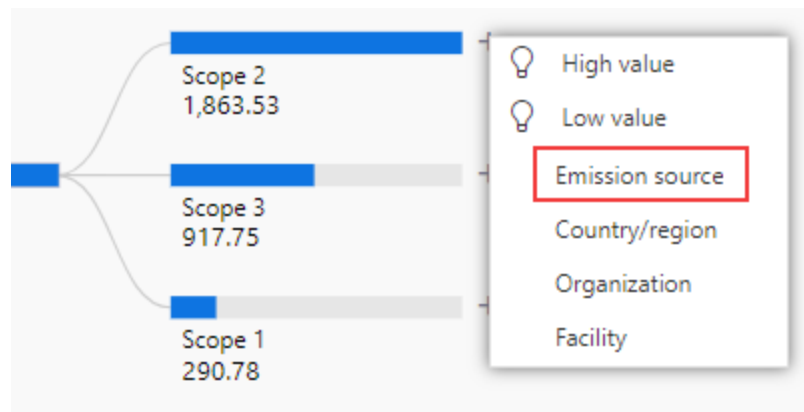 Scope 2
1,863.53
Scope 3
917.75
Scope 1
290.78
High value
Low value
Emission source
Country/region
Organization
Facility